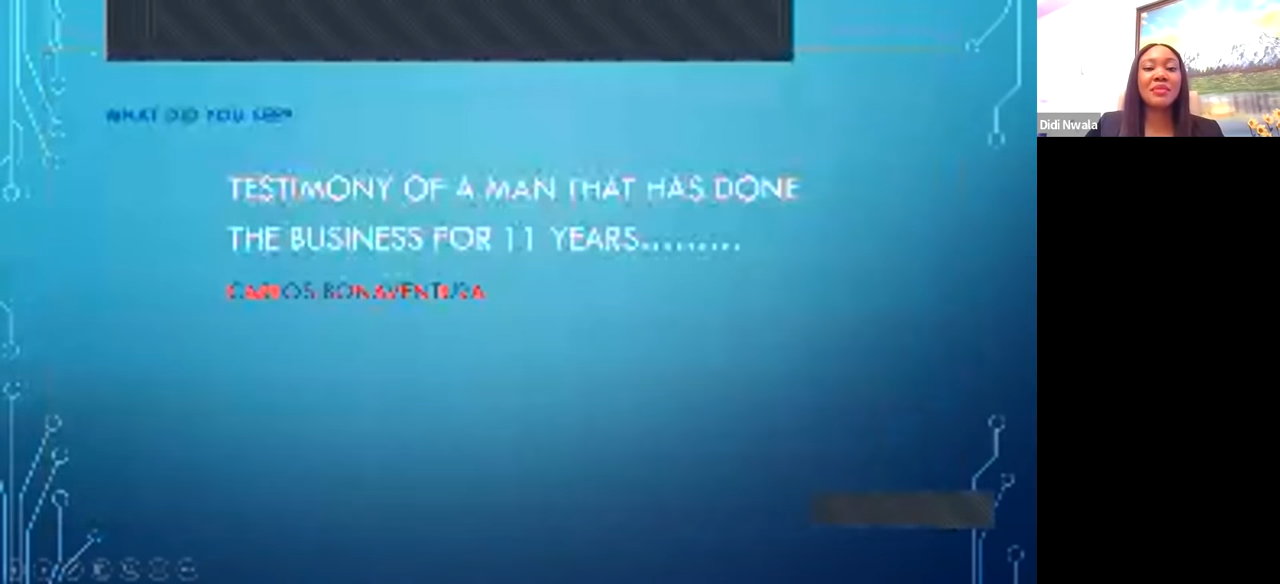 WHAT DID YOU SEE?
TESTIMONY OF A MAN THAT HAS DONE
THE BUSINESS FOR 11 YEARS.........
CARLOS BONAVENTURA
Didi Nwala